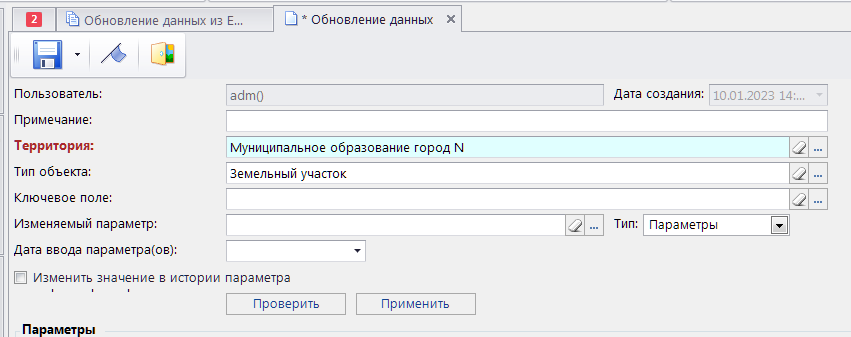 2 Обновление данных из Е... * Обновление данных
Пользователь: adm() Дата создания: 10.01.2023 14:...
Примечание:
Территория: Муниципальное образование город N ...
Тип объекта: Земельный участок ...
Ключевое поле: ...
Изменяемый параметр: ... Тип: Параметры
Дата ввода параметра(ов):
Изменить значение в истории параметра
Проверить Применить
Параметры